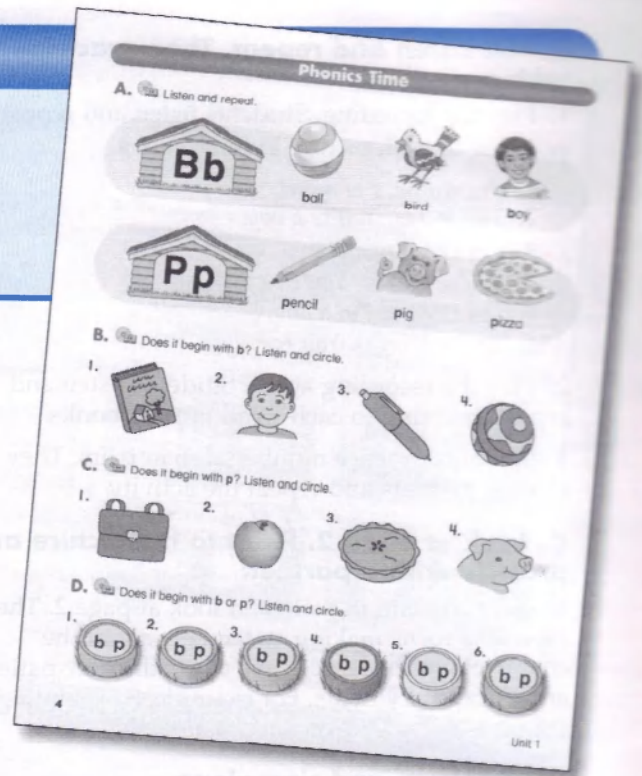 Phonics Time
A. Listen and repeat.
Bb
ball bird boy
Pp
pencil pig pizza
B. Does it begin with b? Listen and circle.
1. 2. 3. 4.
C. Does it begin with p? Listen and circle.
1. 2. 3. 4.
D. Does it begin with b or p? Listen and circle.
1. 2. 3. 4. 5. 6.
b p b p b p b p b p b p
4 Unit 1